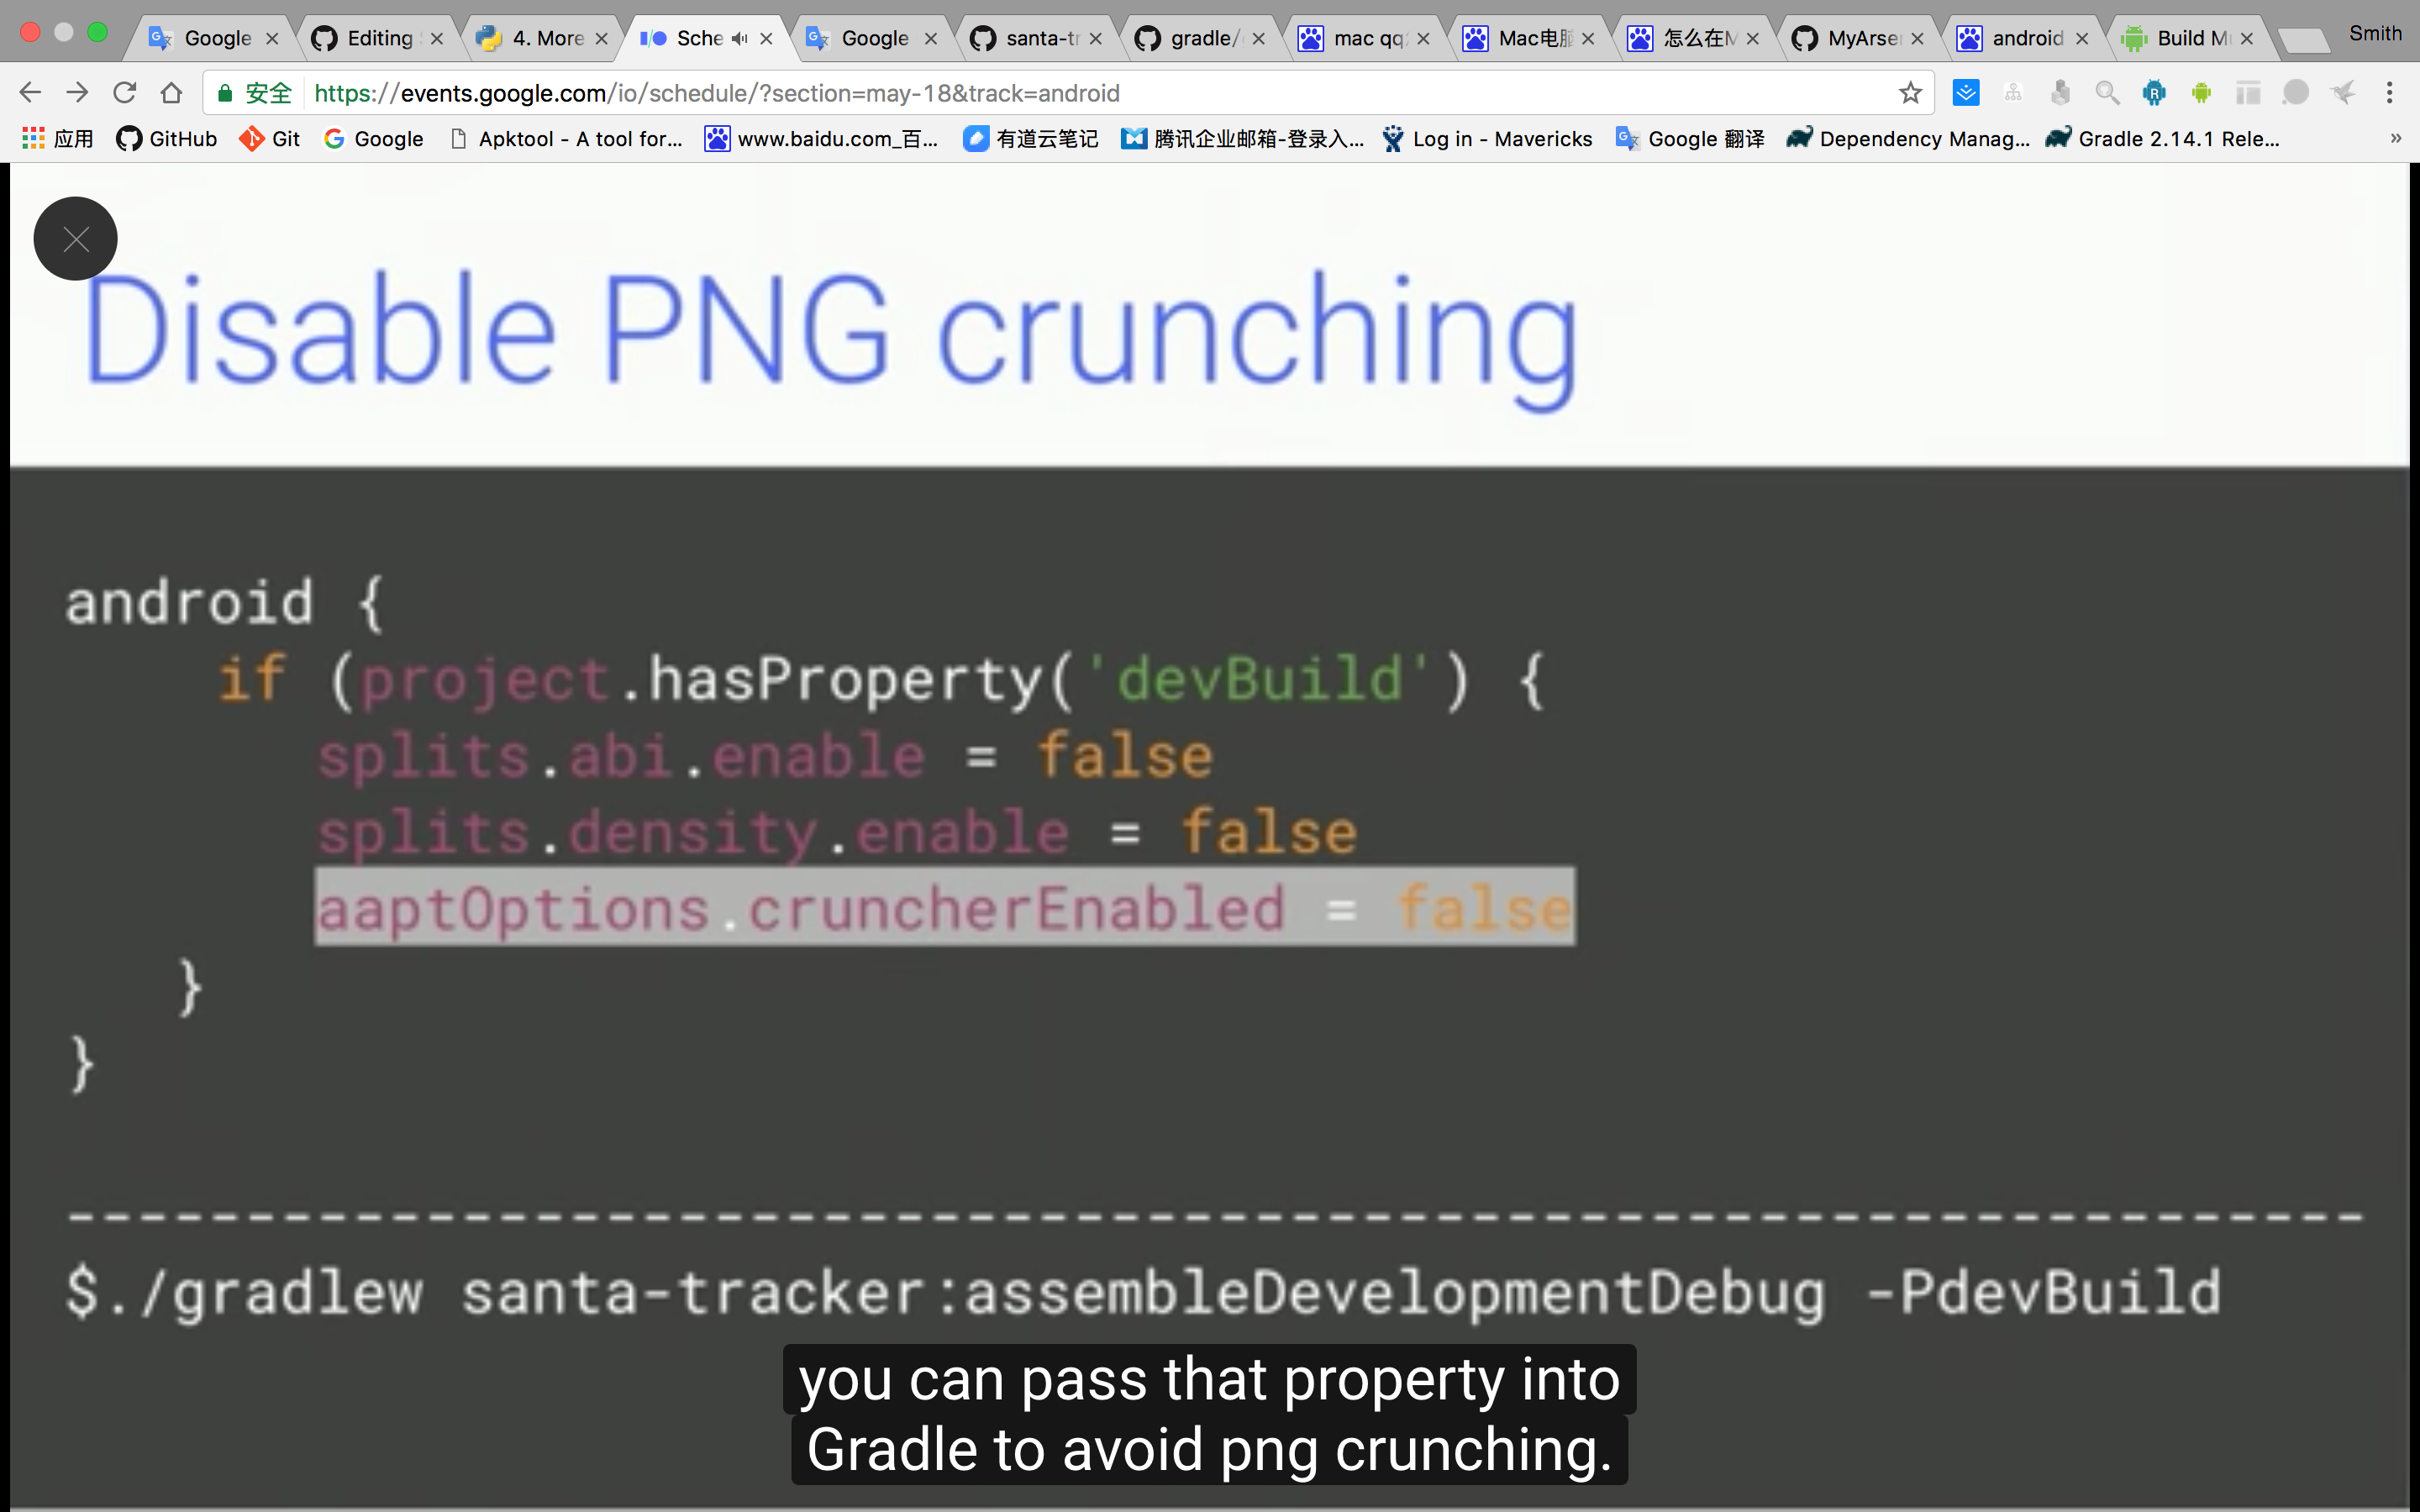 Google
Editing
4. More
Sche
Google
santa-tr
gradle/
mac qq
Mac电脑
怎么在M
MyArse
android
Build M
Smith
安全
https://events.google.com/io/schedule/?section=may-18&track=android
应用
GitHub
Git
Google
Apktool - A tool for...
www.baidu.com_百...
有道云笔记
腾讯企业邮箱-登录入...
Log in - Mavericks
Google 翻译
Dependency Manag...
Gradle 2.14.1 Rele...
»
Disable PNG crunching
android {
if (project.hasProperty('devBuild') {
splits.abi.enable = false
splits.density.enable = false
aaptOptions.cruncherEnabled = false
}
}
----------------------------------------------------------------
$./gradlew santa-tracker:assembleDevelopmentDebug -PdevBuild
you can pass that property into
Gradle to avoid png crunching.